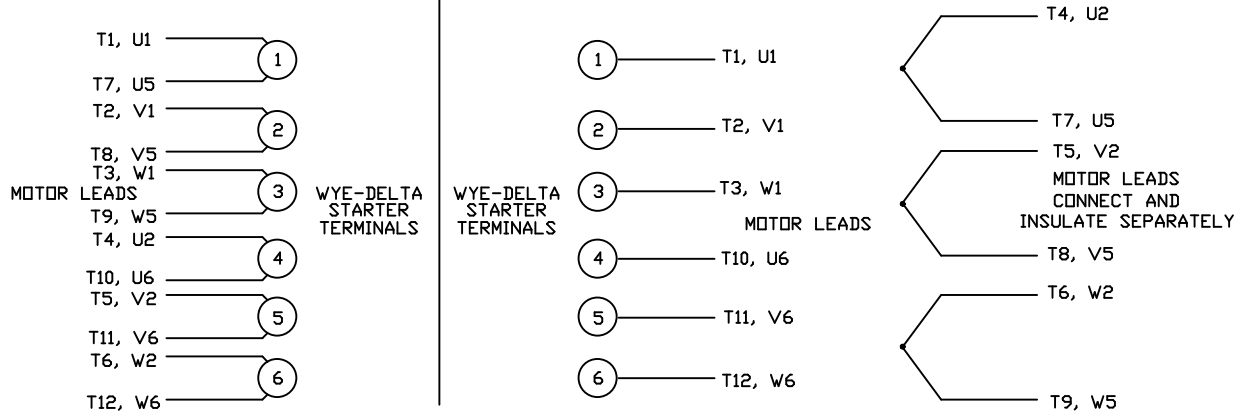 T1, U1
T7, U5
T2, V1
T8, V5
T3, W1
MOTOR LEADS
T9, W5
T4, U2
T10, U6
T5, V2
T11, V6
T6, W2
T12, W6
1
2
3
4
5
6
WYE-DELTA
STARTER
TERMINALS
WYE-DELTA
STARTER
TERMINALS
1
T1, U1
2
T2, V1
3
T3, W1
MOTOR LEADS
4
T10, U6
5
T11, V6
6
T12, W6
T4, U2
T7, U5
T5, V2
MOTOR LEADS
CONNECT AND
INSULATE SEPARATELY
T8, V5
T6, W2
T9, W5